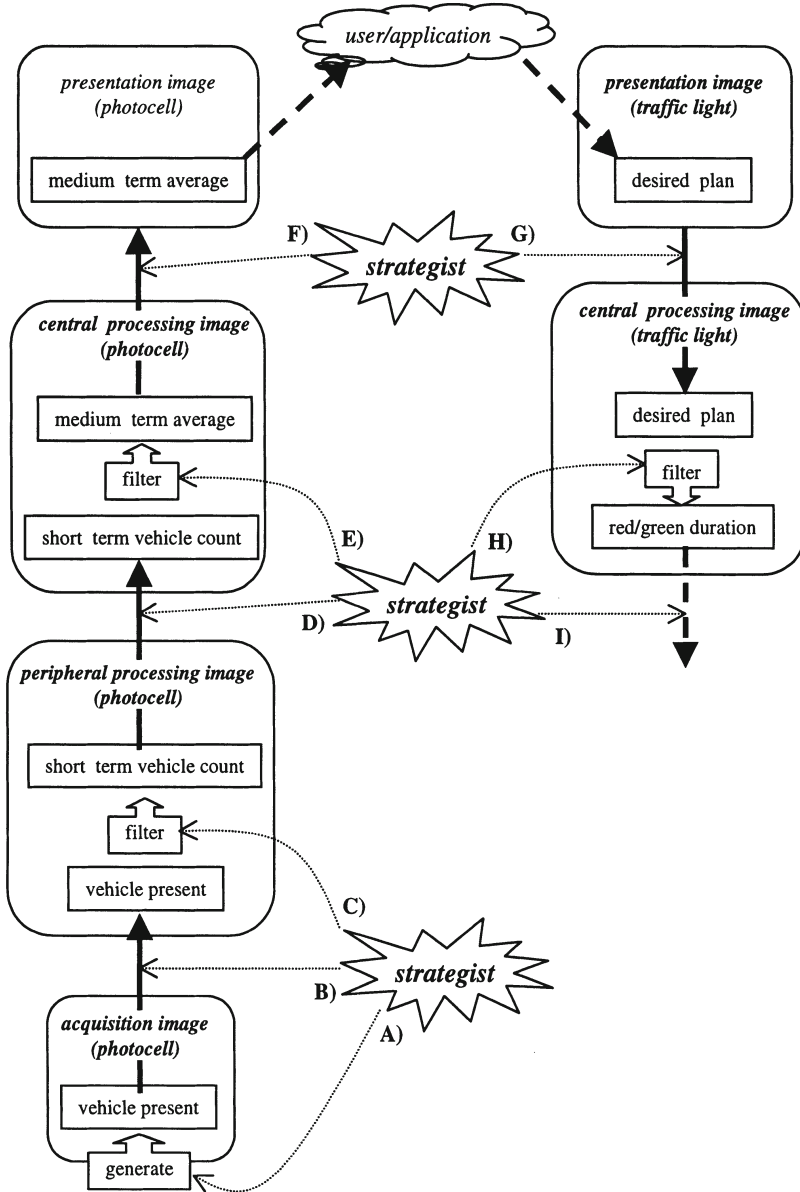 user/application
presentation image
(photocell)
medium term average
presentation image
(traffic light)
desired plan
F)
strategist
G)
central processing image
(photocell)
medium term average
filter
short term vehicle count
central processing image
(traffic light)
desired plan
filter
red/green duration
E)
H)
strategist
D)
I)
peripheral processing image
(photocell)
short term vehicle count
filter
vehicle present
C)
strategist
B)
A)
acquisition image
(photocell)
vehicle present
generate